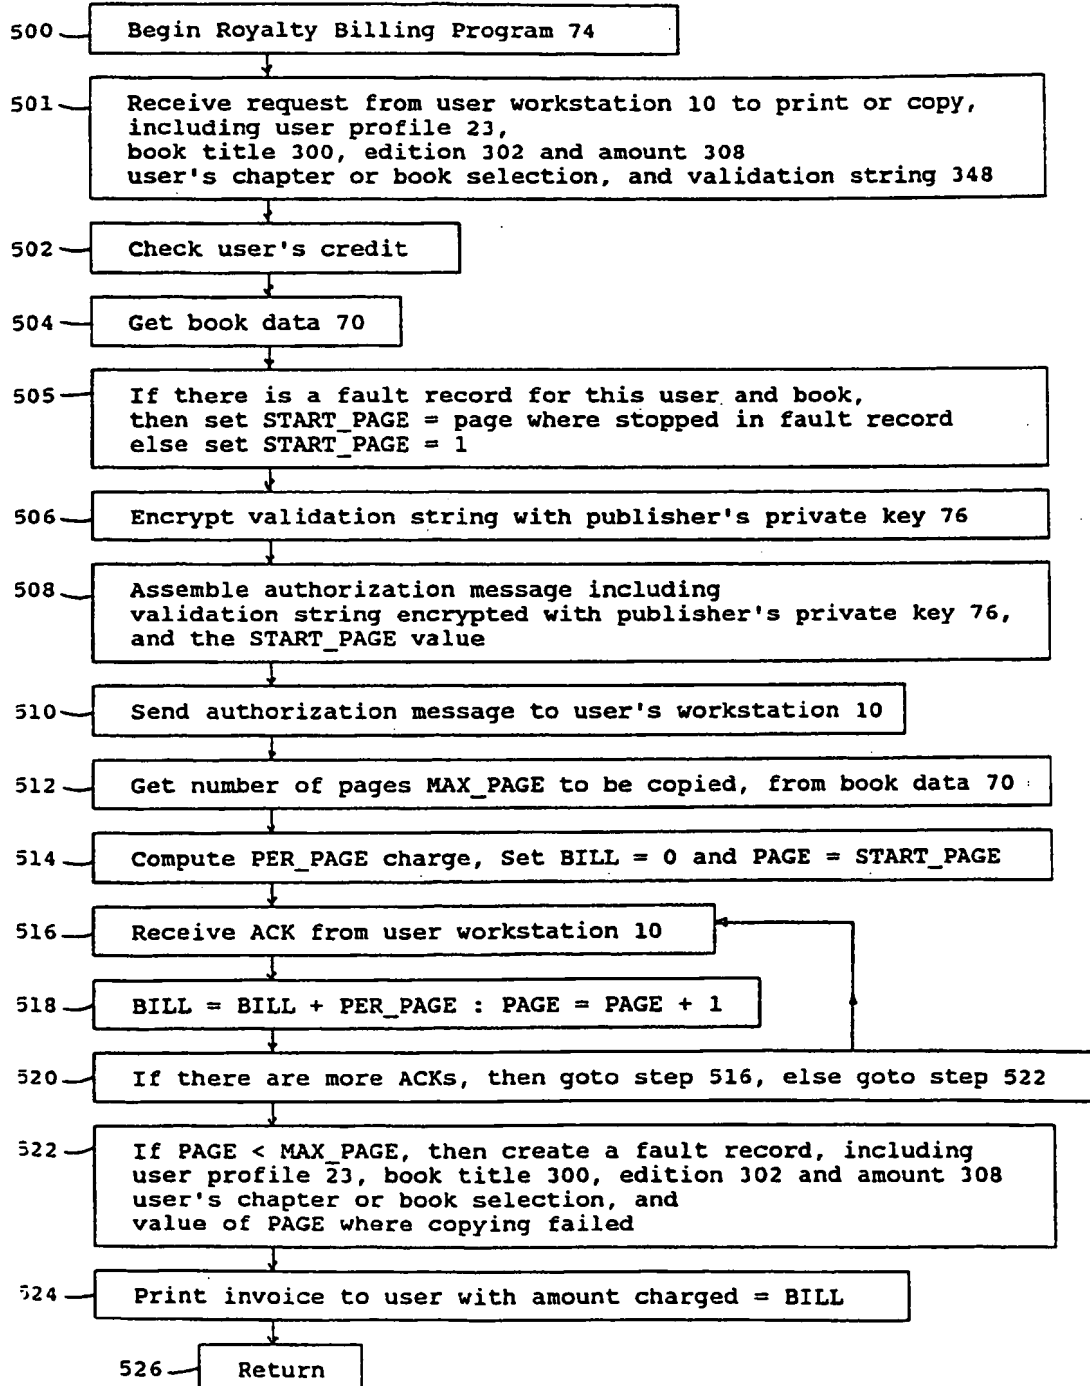 500 Begin Royalty Billing Program 74
501 Receive request from user workstation 10 to print or copy,
including user profile 23,
book title 300, edition 302 and amount 308
user's chapter or book selection, and validation string 348
502 Check user's credit
504 Get book data 70
505 If there is a fault record for this user and book,
then set START_PAGE = page where stopped in fault record
else set START_PAGE = 1
506 Encrypt validation string with publisher's private key 76
508 Assemble authorization message including
validation string encrypted with publisher's private key 76,
and the START_PAGE value
510 Send authorization message to user's workstation 10
512 Get number of pages MAX_PAGE to be copied, from book data 70
514 Compute PER_PAGE charge, Set BILL = 0 and PAGE = START_PAGE
516 Receive ACK from user workstation 10
518 BILL = BILL + PER_PAGE : PAGE = PAGE + 1
520 If there are more ACKs, then goto step 516, else goto step 522
522 If PAGE < MAX_PAGE, then create a fault record, including
user profile 23, book title 300, edition 302 and amount 308
user's chapter or book selection, and
value of PAGE where copying failed
524 Print invoice to user with amount charged = BILL
526 Return